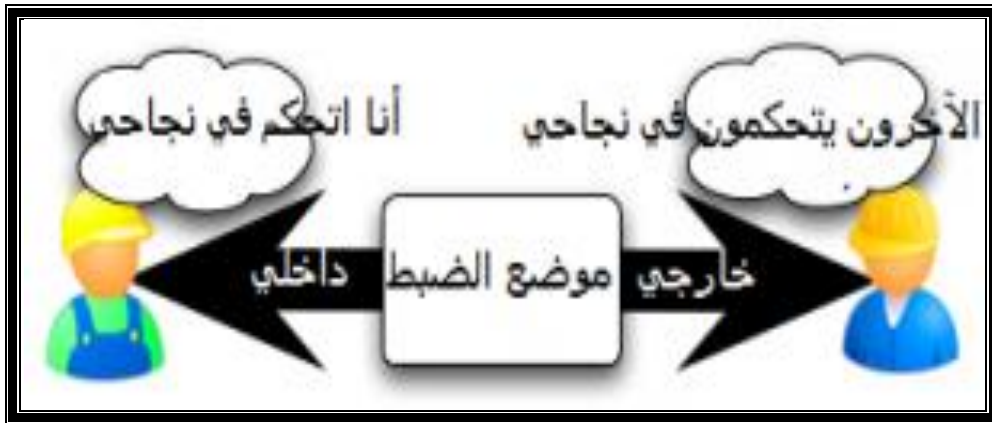 الآخرون يتحكمون في نجاحي
أنا اتحكم في نجاحي
خارجي
موضع الضبط
داخلي